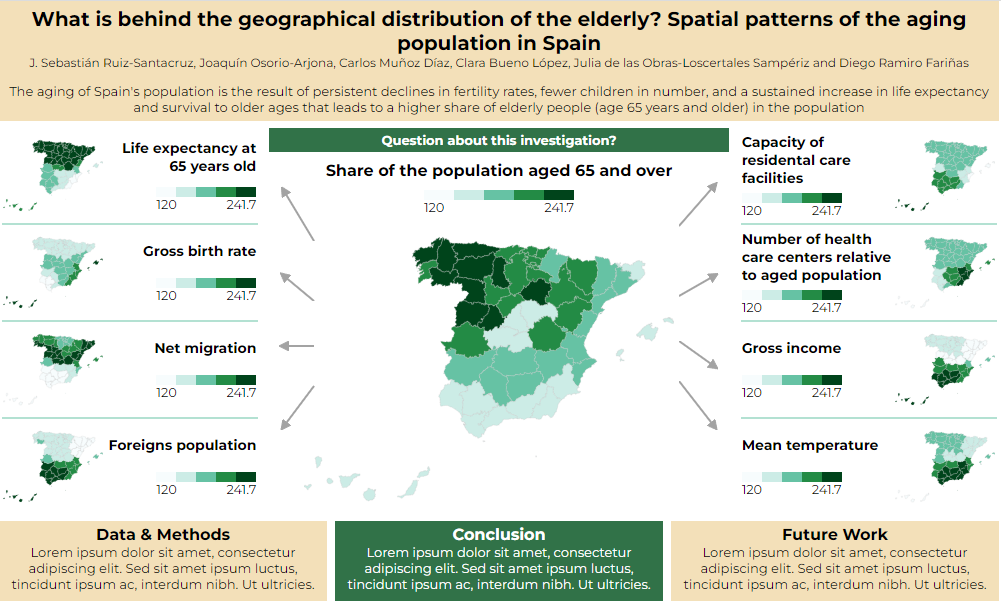 What is behind the geographical distribution of the elderly? Spatial patterns of the aging
population in Spain
J. Sebastián Ruiz-Santacruz, Joaquín Osorio-Arjona, Carlos Muñoz Díaz, Clara Bueno López, Julia de las Obras-Loscertales Sampériz and Diego Ramiro Fariñas
The aging of Spain's population is the result of persistent declines in fertility rates, fewer children in number, and a sustained increase in life expectancy
and survival to older ages that leads to a higher share of elderly people (age 65 years and older) in the population
Life expectancy at
65 years old
120 241.7
Gross birth rate
120 241.7
Net migration
120 241.7
Foreigns population
120 241.7
Question about this investigation?
Share of the population aged 65 and over
120 241.7
Capacity of
residental care
facilities
120 241.7
Number of health
care centers relative
to aged population
120 241.7
Gross income
120 241.7
Mean temperature
120 241.7
Data & Methods
Lorem ipsum dolor sit amet, consectetur
adipiscing elit. Sed sit amet ipsum luctus,
tincidunt ipsum ac, interdum nibh. Ut ultricies.
Conclusion
Lorem ipsum dolor sit amet, consectetur
adipiscing elit. Sed sit amet ipsum luctus,
tincidunt ipsum ac, interdum nibh. Ut ultricies.
Future Work
Lorem ipsum dolor sit amet, consectetur
adipiscing elit. Sed sit amet ipsum luctus,
tincidunt ipsum ac, interdum nibh. Ut ultricies.